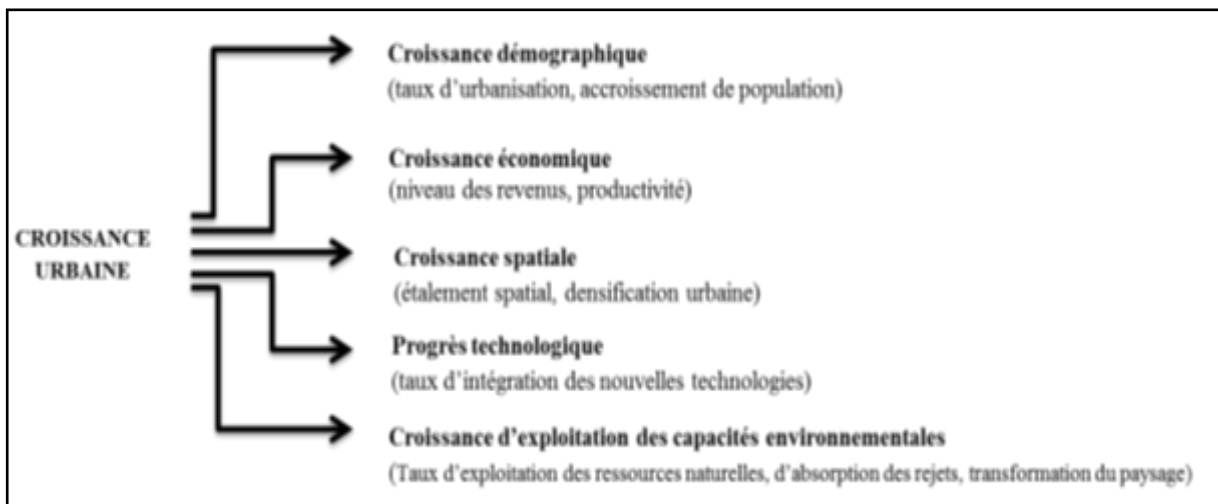 Croissance démographique
(taux d'urbanisation, accroissement de population)
Croissance économique
(niveau des revenus, productivité)
CROISSANCE
URBAINE
Croissance spatiale
(étalement spatial, densification urbaine)
Progrès technologique
(taux d'intégration des nouvelles technologies)
Croissance d'exploitation des capacités environnementales
(Taux d'exploitation des ressources naturelles, d'absorption des rejets, transformation du paysage)